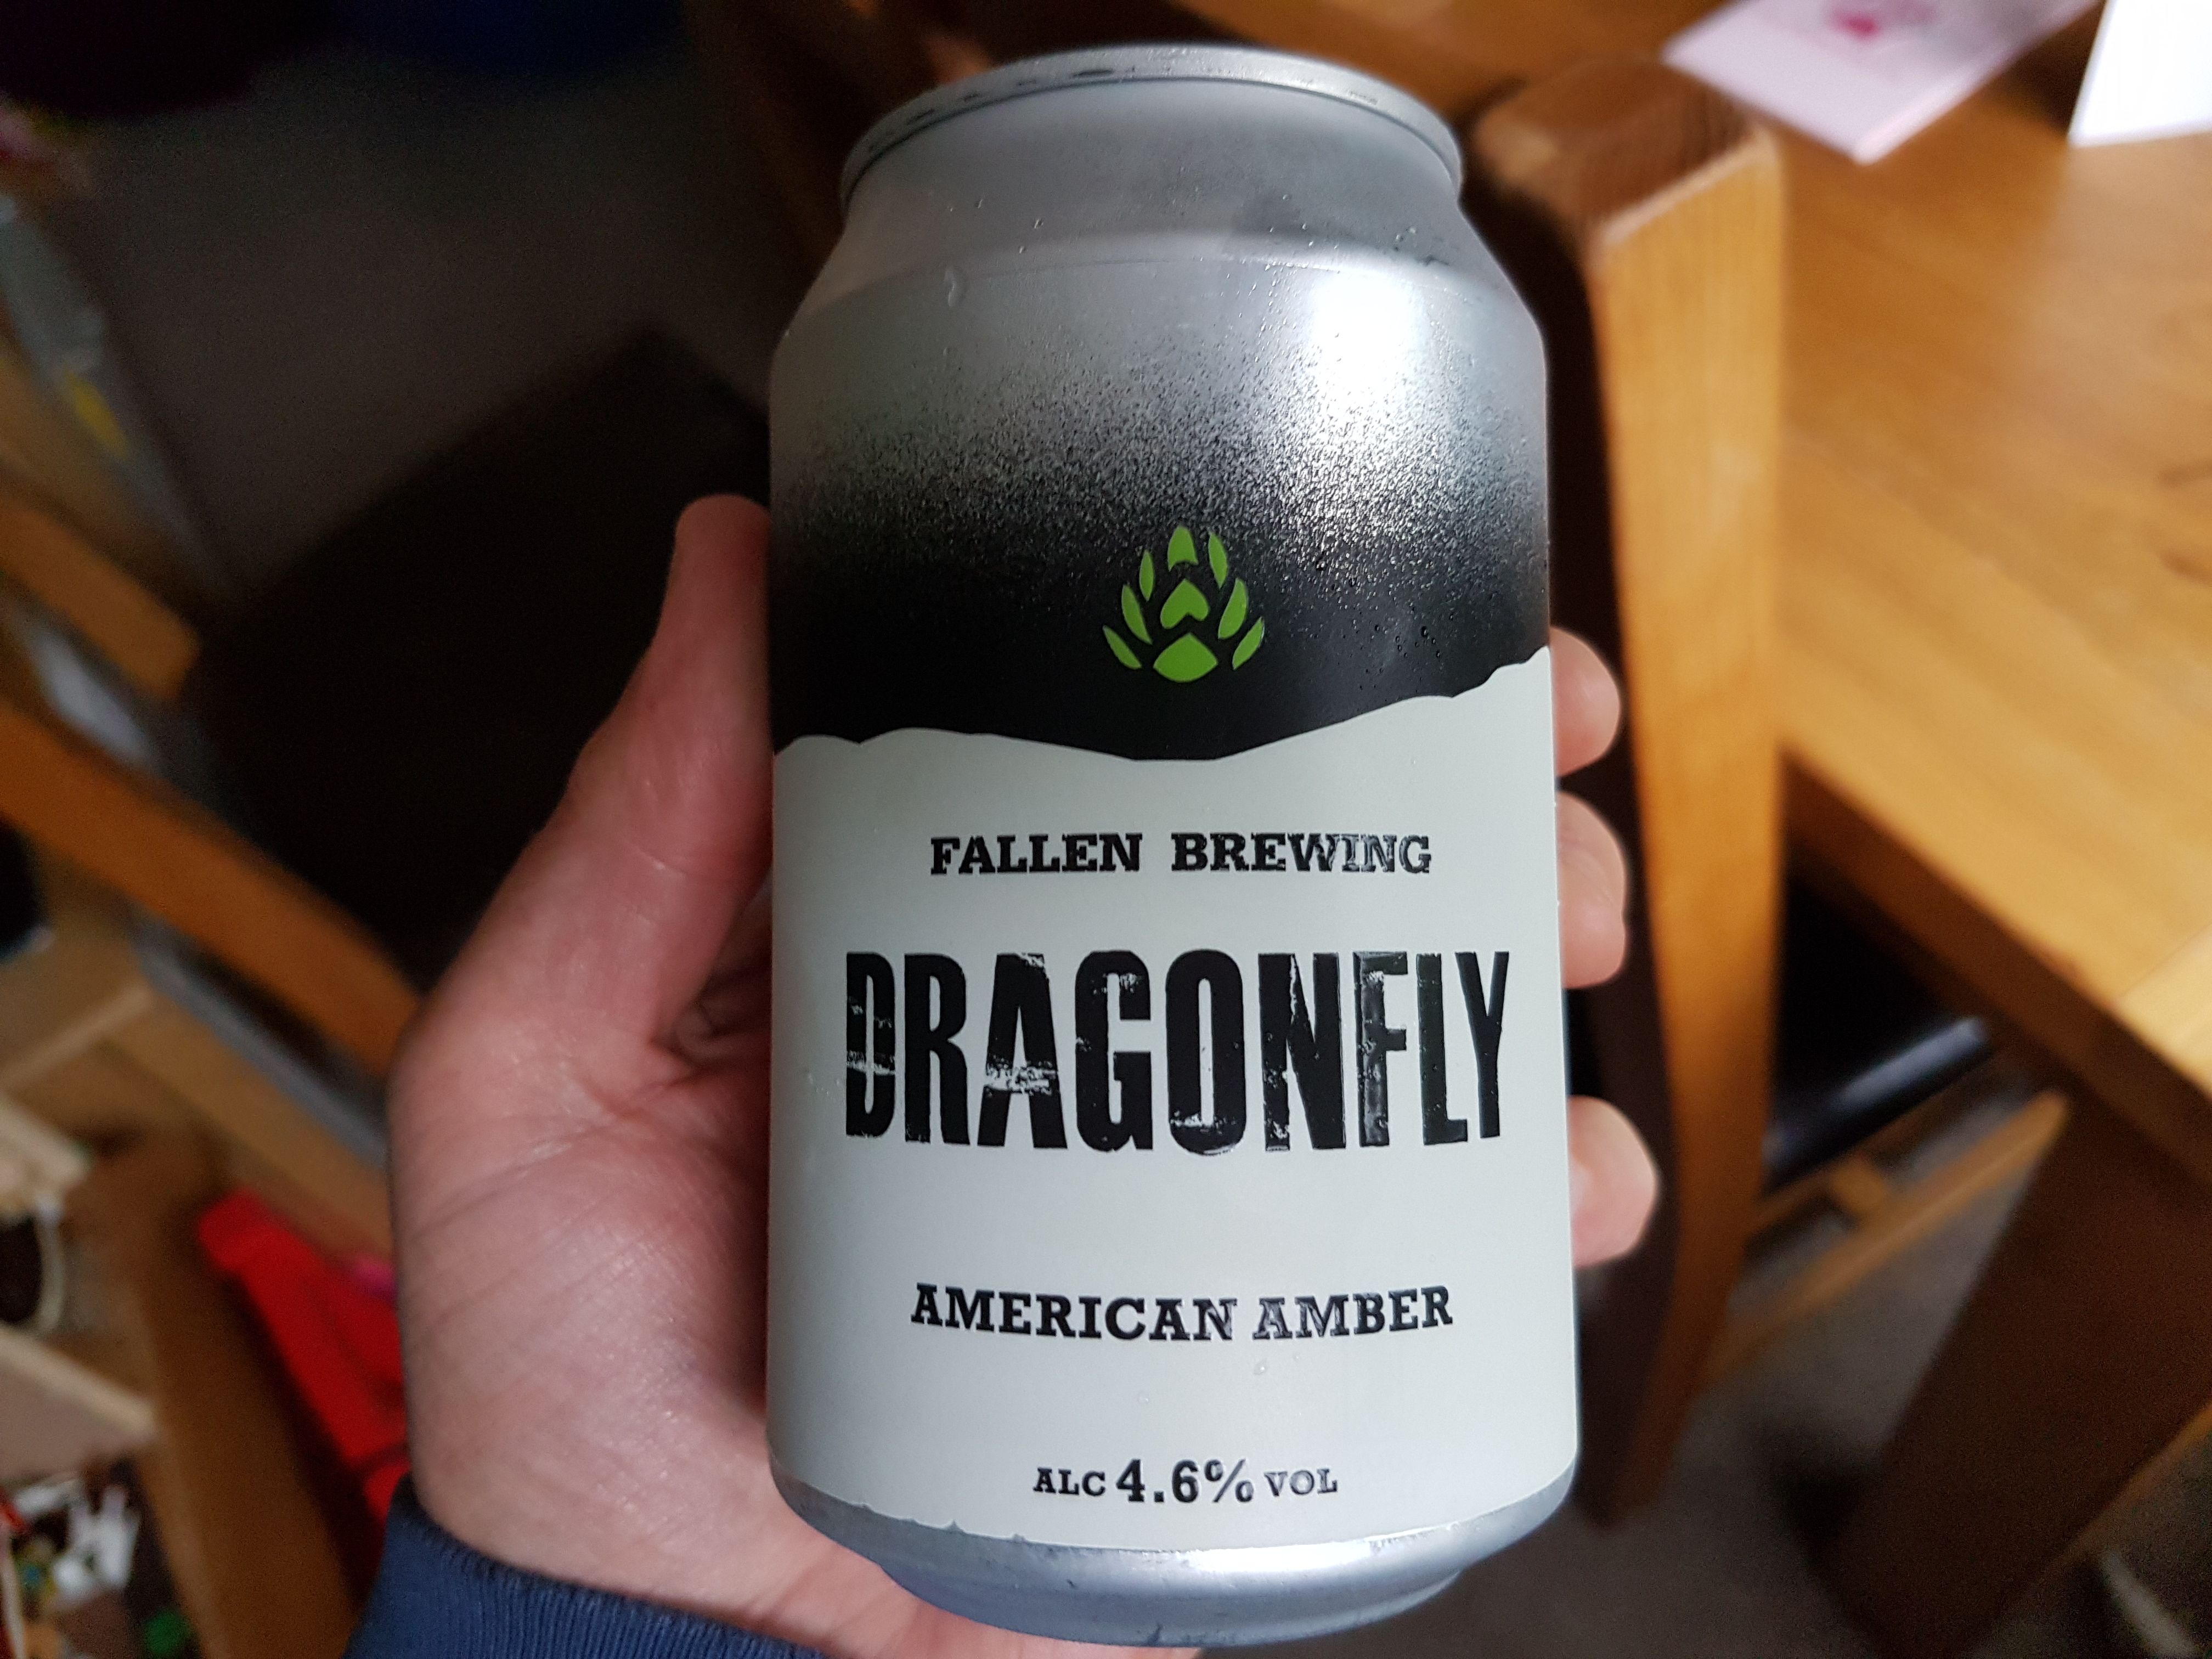 FALLEN BREWING
DRAGONFLY
AMERICAN AMBER
ALC 4.6% VOL